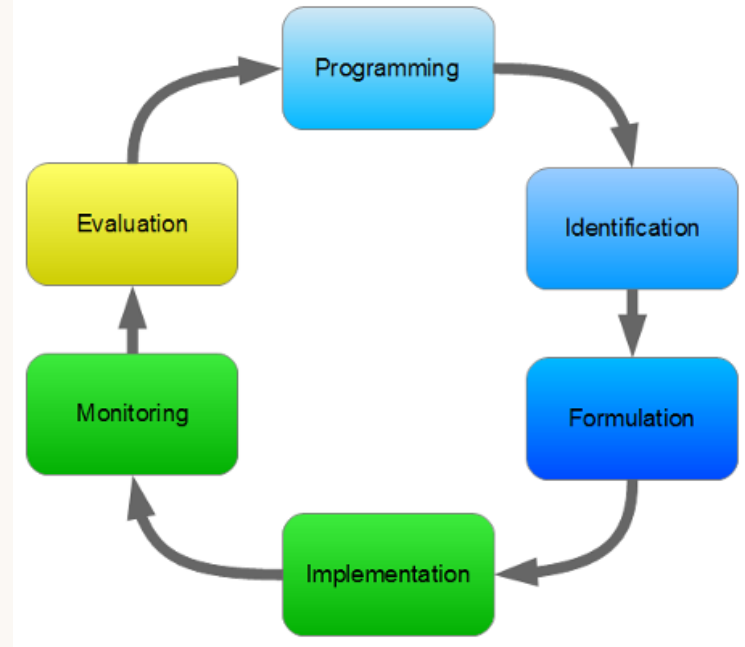 Programming
Identification
Formulation
Implementation
Monitoring
Evaluation